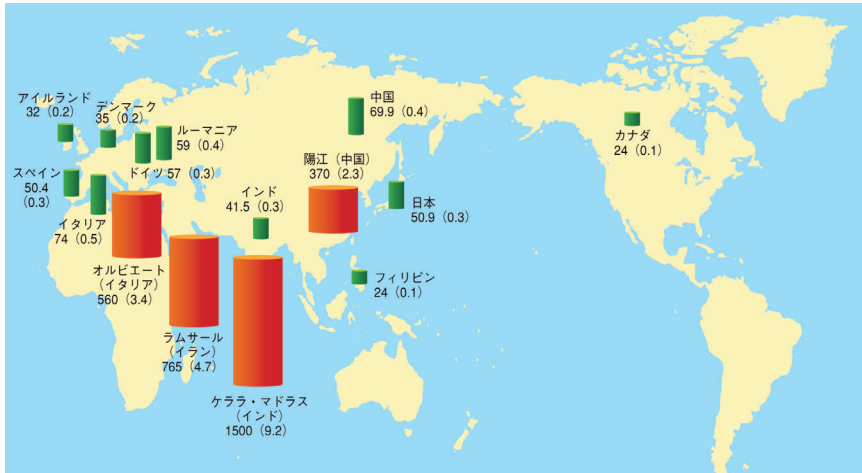 アイルランド
32（0.2）
デンマーク
35（0.2）
ルーマニア
59（0.4）
ドイツ 57（0.3）
スペイン
50.4
（0.3）
イタリア
74（0.5）
オルビエート
（イタリア）
560（3.4）
ラムサール
（イラン）
765（4.7）
ケララ・マドラス
（インド）
1500（9.2）
インド
41.5（0.3）
中国
69.9（0.4）
陽江（中国）
370（2.3）
日本
50.9（0.3）
フィリピン
24（0.1）
カナダ
24（0.1）